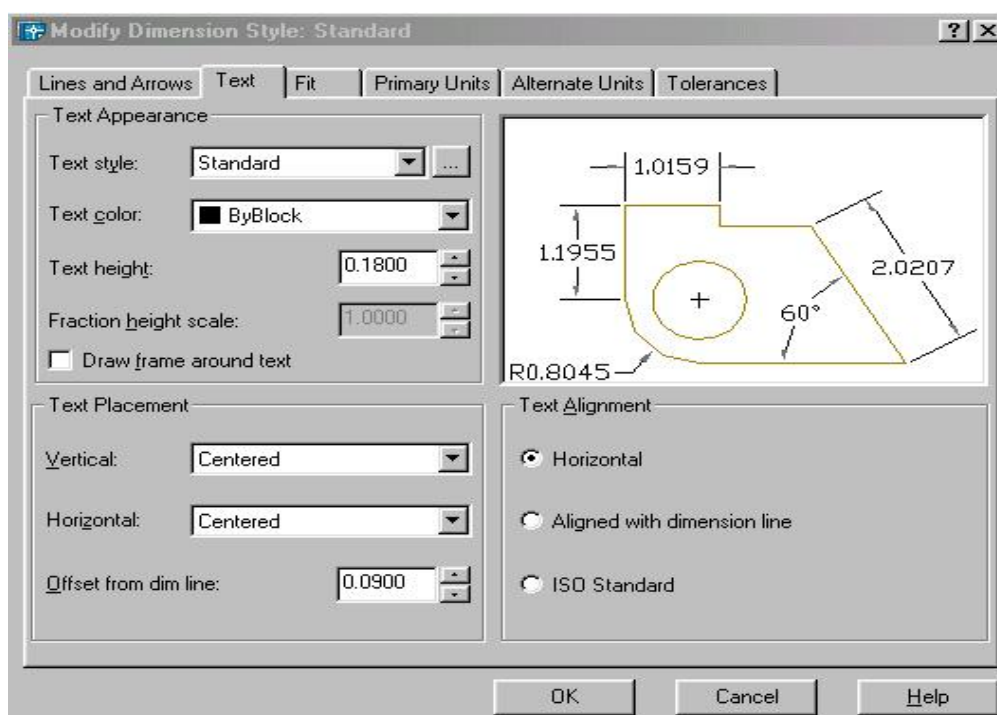 Modify Dimension Style: Standard
Lines and Arrows Text Fit Primary Units Alternate Units Tolerances
Text Appearance
Text style: Standard ...
Text color: ByBlock
Text height: 0.1800
Fraction height scale: 1.0000
Draw frame around text
1.0159
1.1955
2.0207
60°
R0.8045
Text Placement
Vertical: Centered
Horizontal: Centered
Offset from dim line: 0.0900
Text Alignment
Horizontal
Aligned with dimension line
ISO Standard
OK Cancel Help